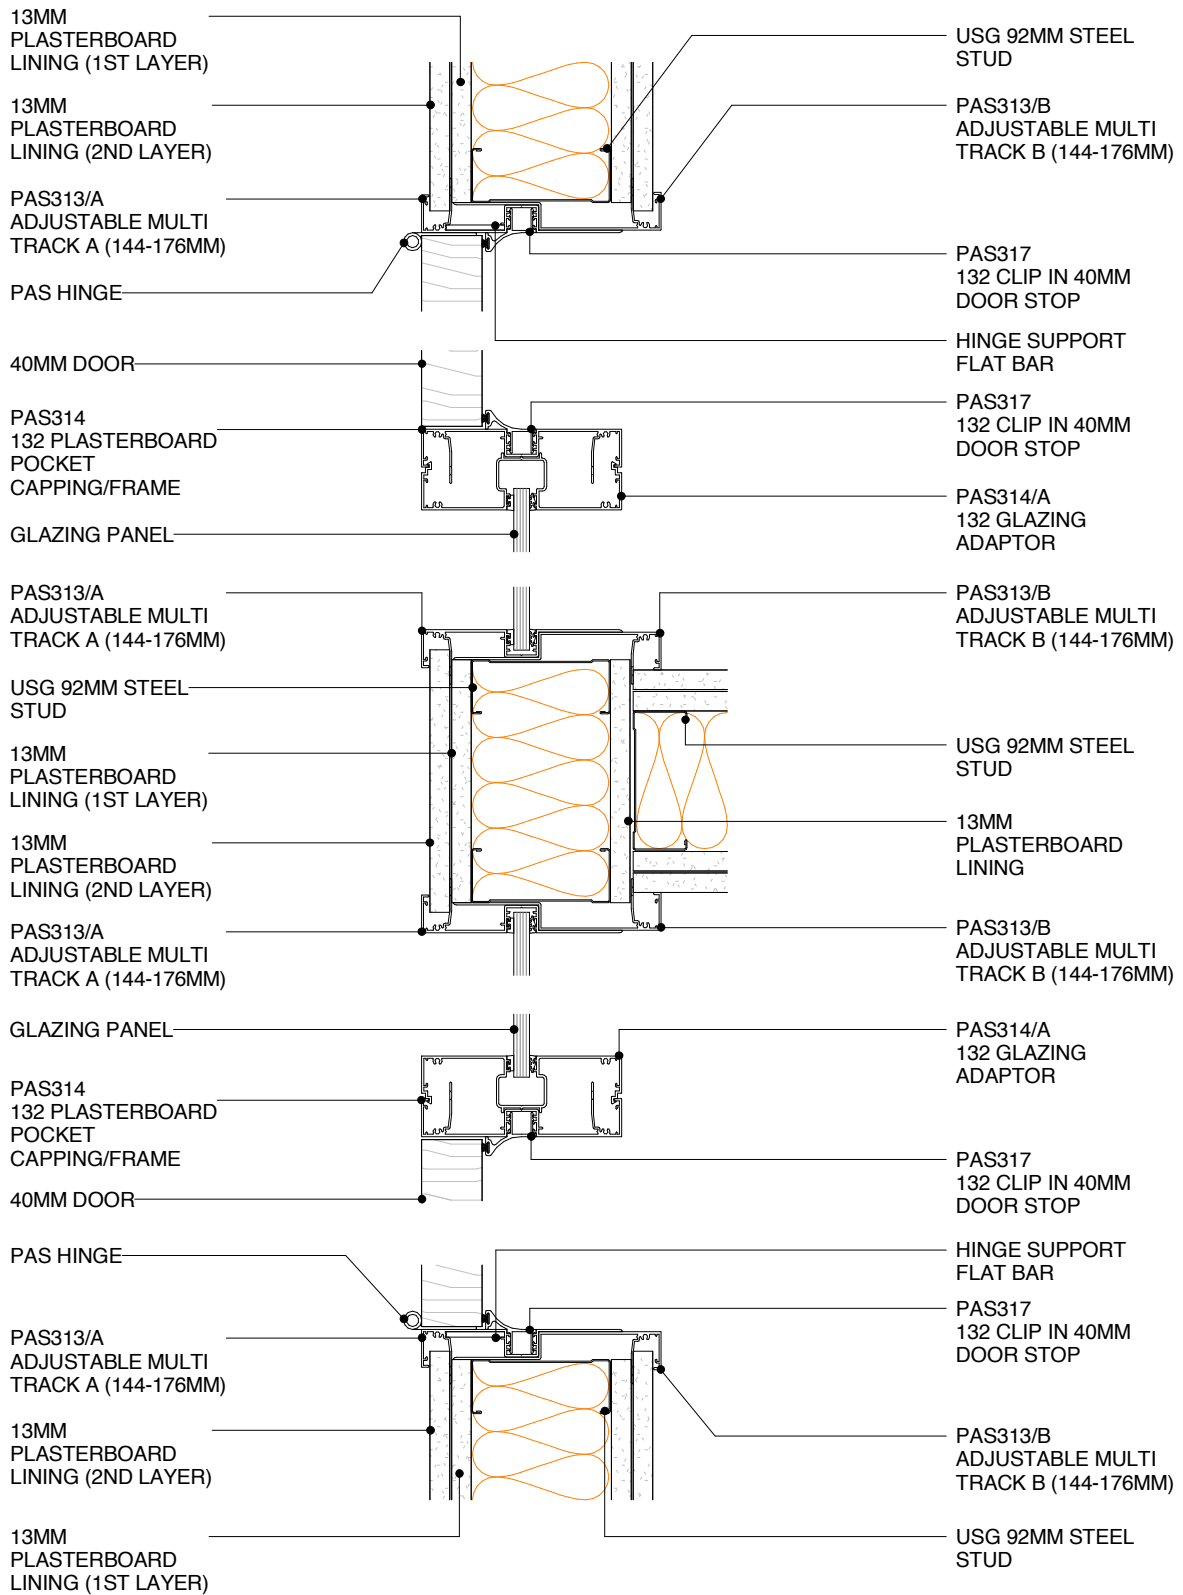 13MM
PLASTERBOARD
LINING (1ST LAYER)
13MM
PLASTERBOARD
LINING (2ND LAYER)
PAS313/A
ADJUSTABLE MULTI
TRACK A (144-176MM)
PAS HINGE
40MM DOOR
PAS314
132 PLASTERBOARD
POCKET
CAPPING/FRAME
GLAZING PANEL
PAS313/A
ADJUSTABLE MULTI
TRACK A (144-176MM)
USG 92MM STEEL
STUD
13MM
PLASTERBOARD
LINING (1ST LAYER)
13MM
PLASTERBOARD
LINING (2ND LAYER)
PAS313/A
ADJUSTABLE MULTI
TRACK A (144-176MM)
GLAZING PANEL
PAS314
132 PLASTERBOARD
POCKET
CAPPING/FRAME
40MM DOOR
PAS HINGE
PAS313/A
ADJUSTABLE MULTI
TRACK A (144-176MM)
13MM
PLASTERBOARD
LINING (2ND LAYER)
13MM
PLASTERBOARD
LINING (1ST LAYER)
USG 92MM STEEL
STUD
PAS313/B
ADJUSTABLE MULTI
TRACK B (144-176MM)
PAS317
132 CLIP IN 40MM
DOOR STOP
HINGE SUPPORT
FLAT BAR
PAS317
132 CLIP IN 40MM
DOOR STOP
PAS314/A
132 GLAZING
ADAPTOR
PAS313/B
ADJUSTABLE MULTI
TRACK B (144-176MM)
USG 92MM STEEL
STUD
13MM
PLASTERBOARD
LINING
PAS313/B
ADJUSTABLE MULTI
TRACK B (144-176MM)
PAS314/A
132 GLAZING
ADAPTOR
PAS317
132 CLIP IN 40MM
DOOR STOP
HINGE SUPPORT
FLAT BAR
PAS317
132 CLIP IN 40MM
DOOR STOP
PAS313/B
ADJUSTABLE MULTI
TRACK B (144-176MM)
USG 92MM STEEL
STUD